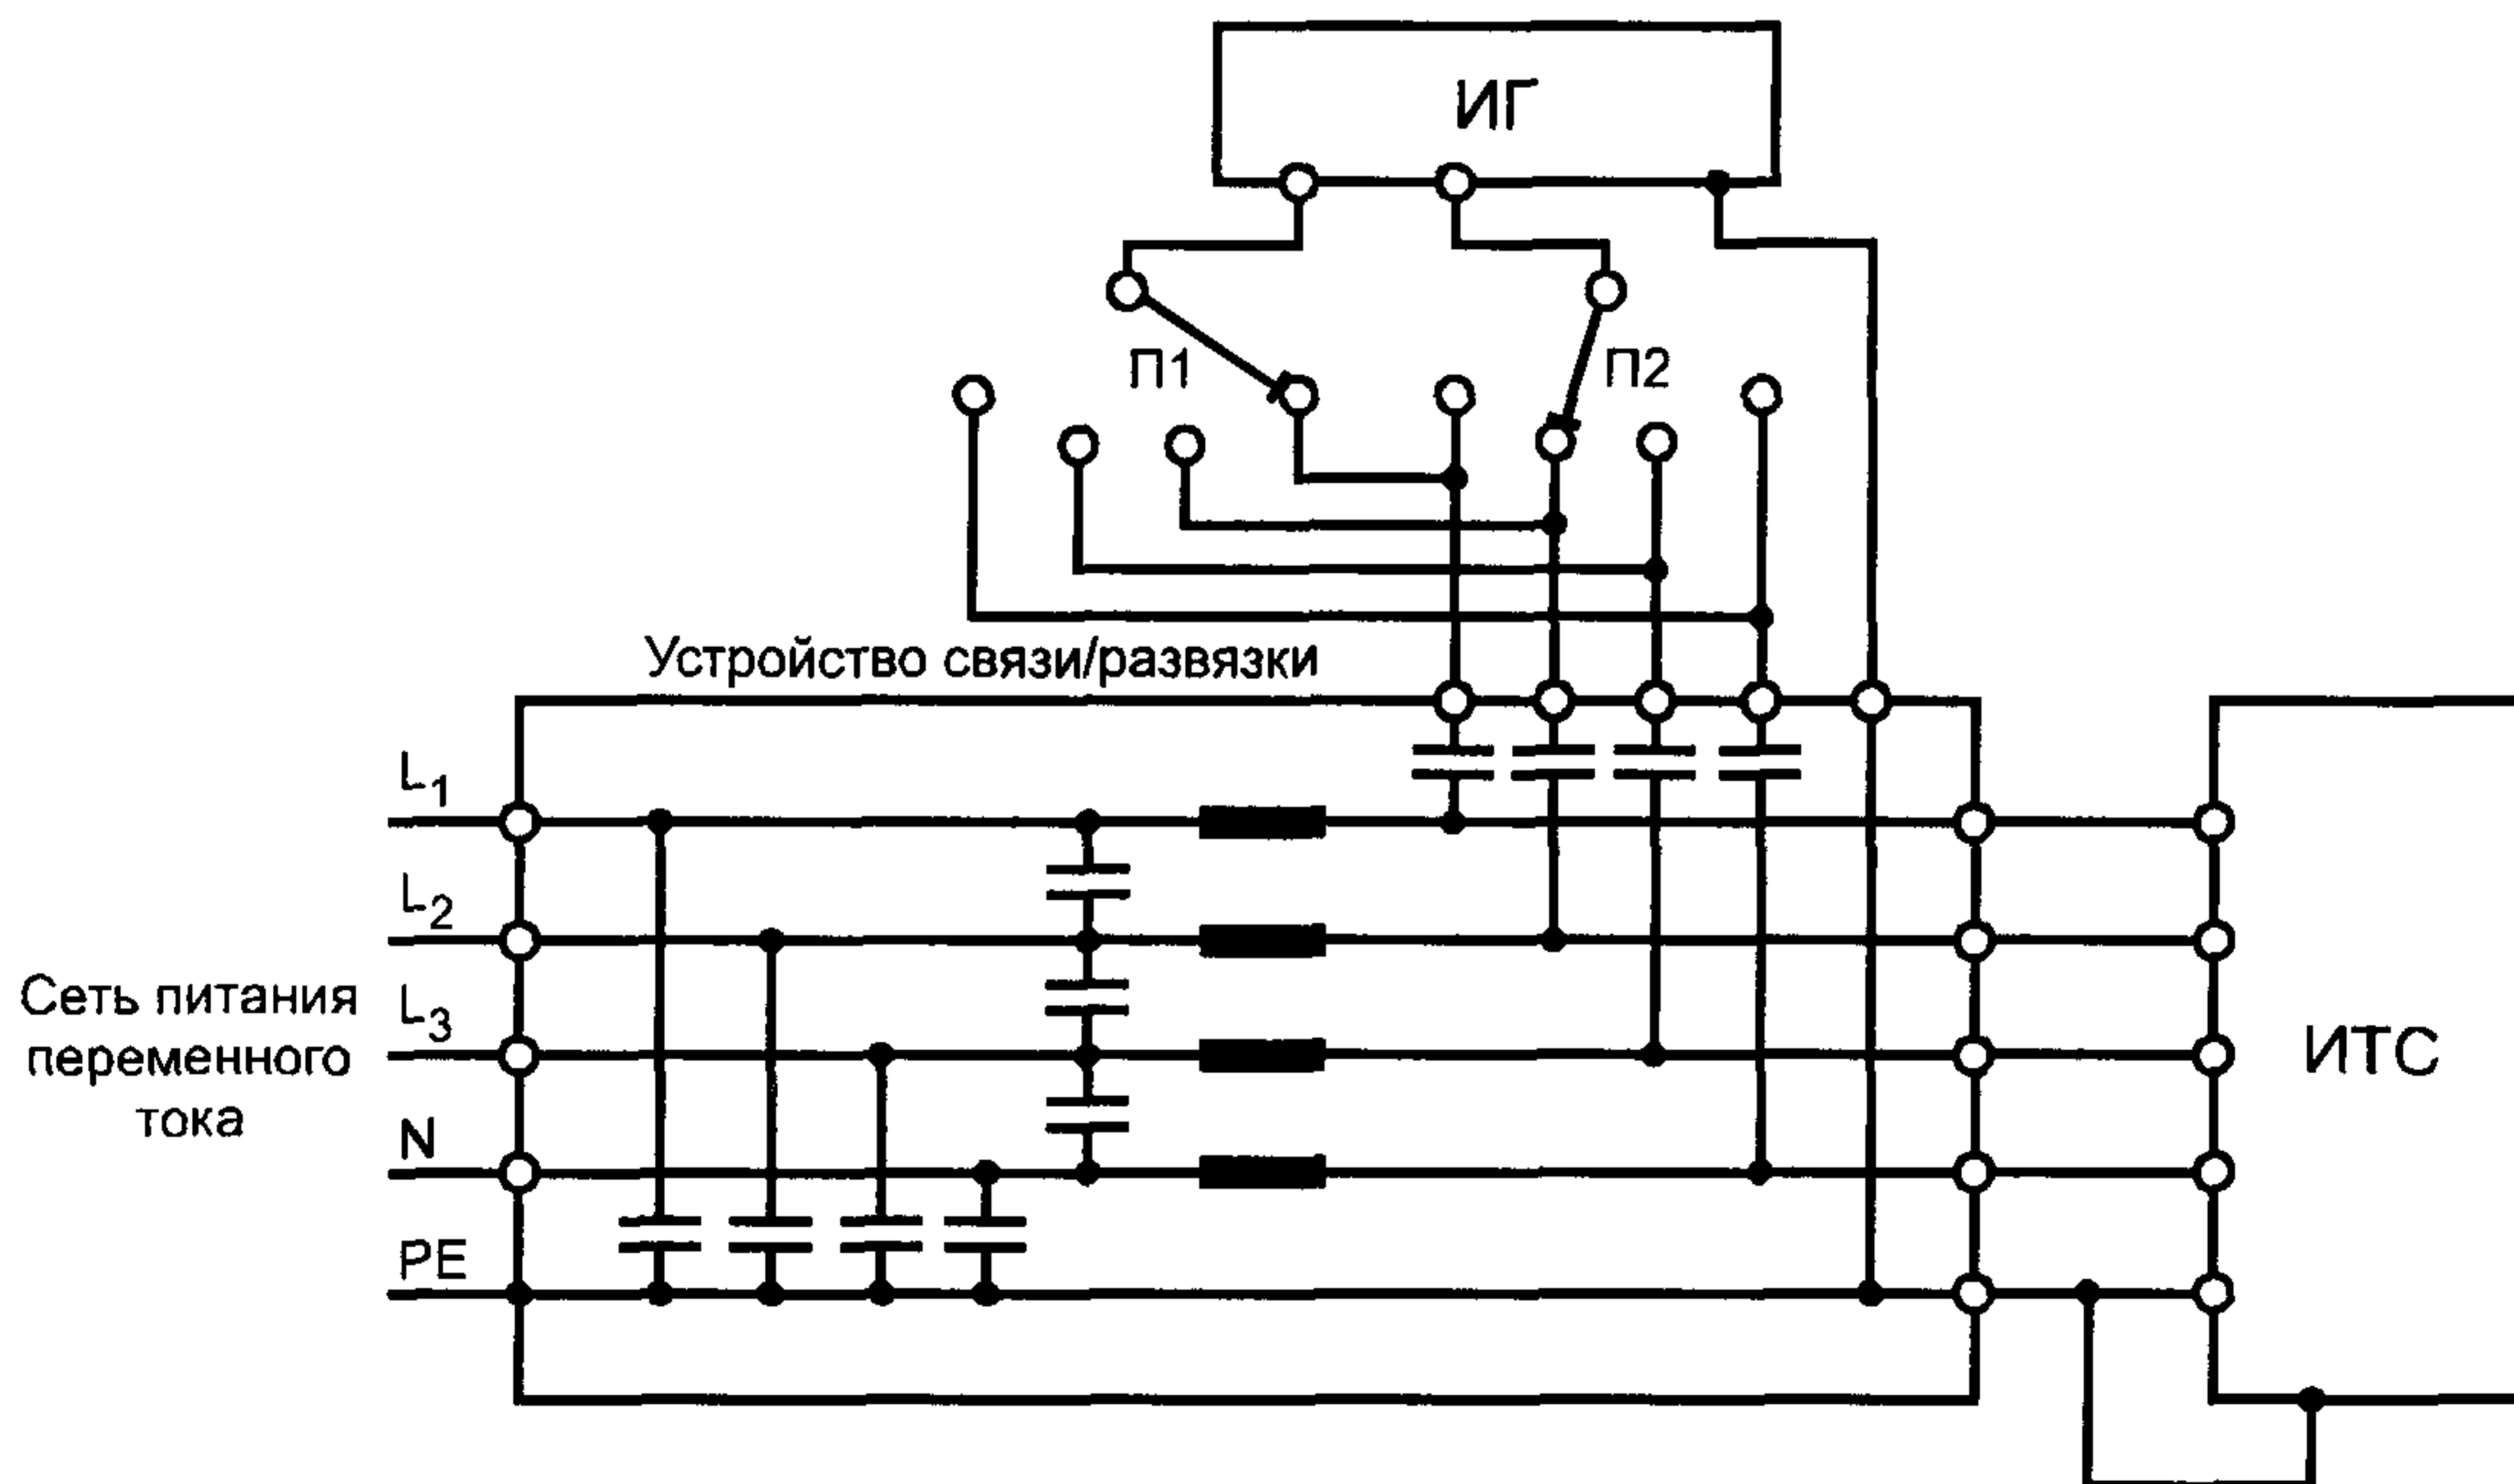 ИГ
П1
П2
Устройство связи/развязки
L1
L2
L3
Сеть питания
переменного
тока
N
PE
ИТС